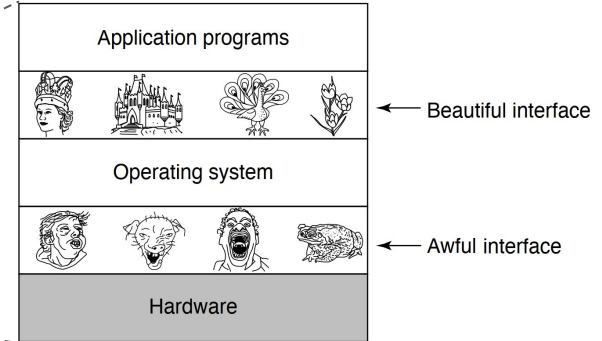 Application programs
Beautiful interface
Operating system
Awful interface
Hardware